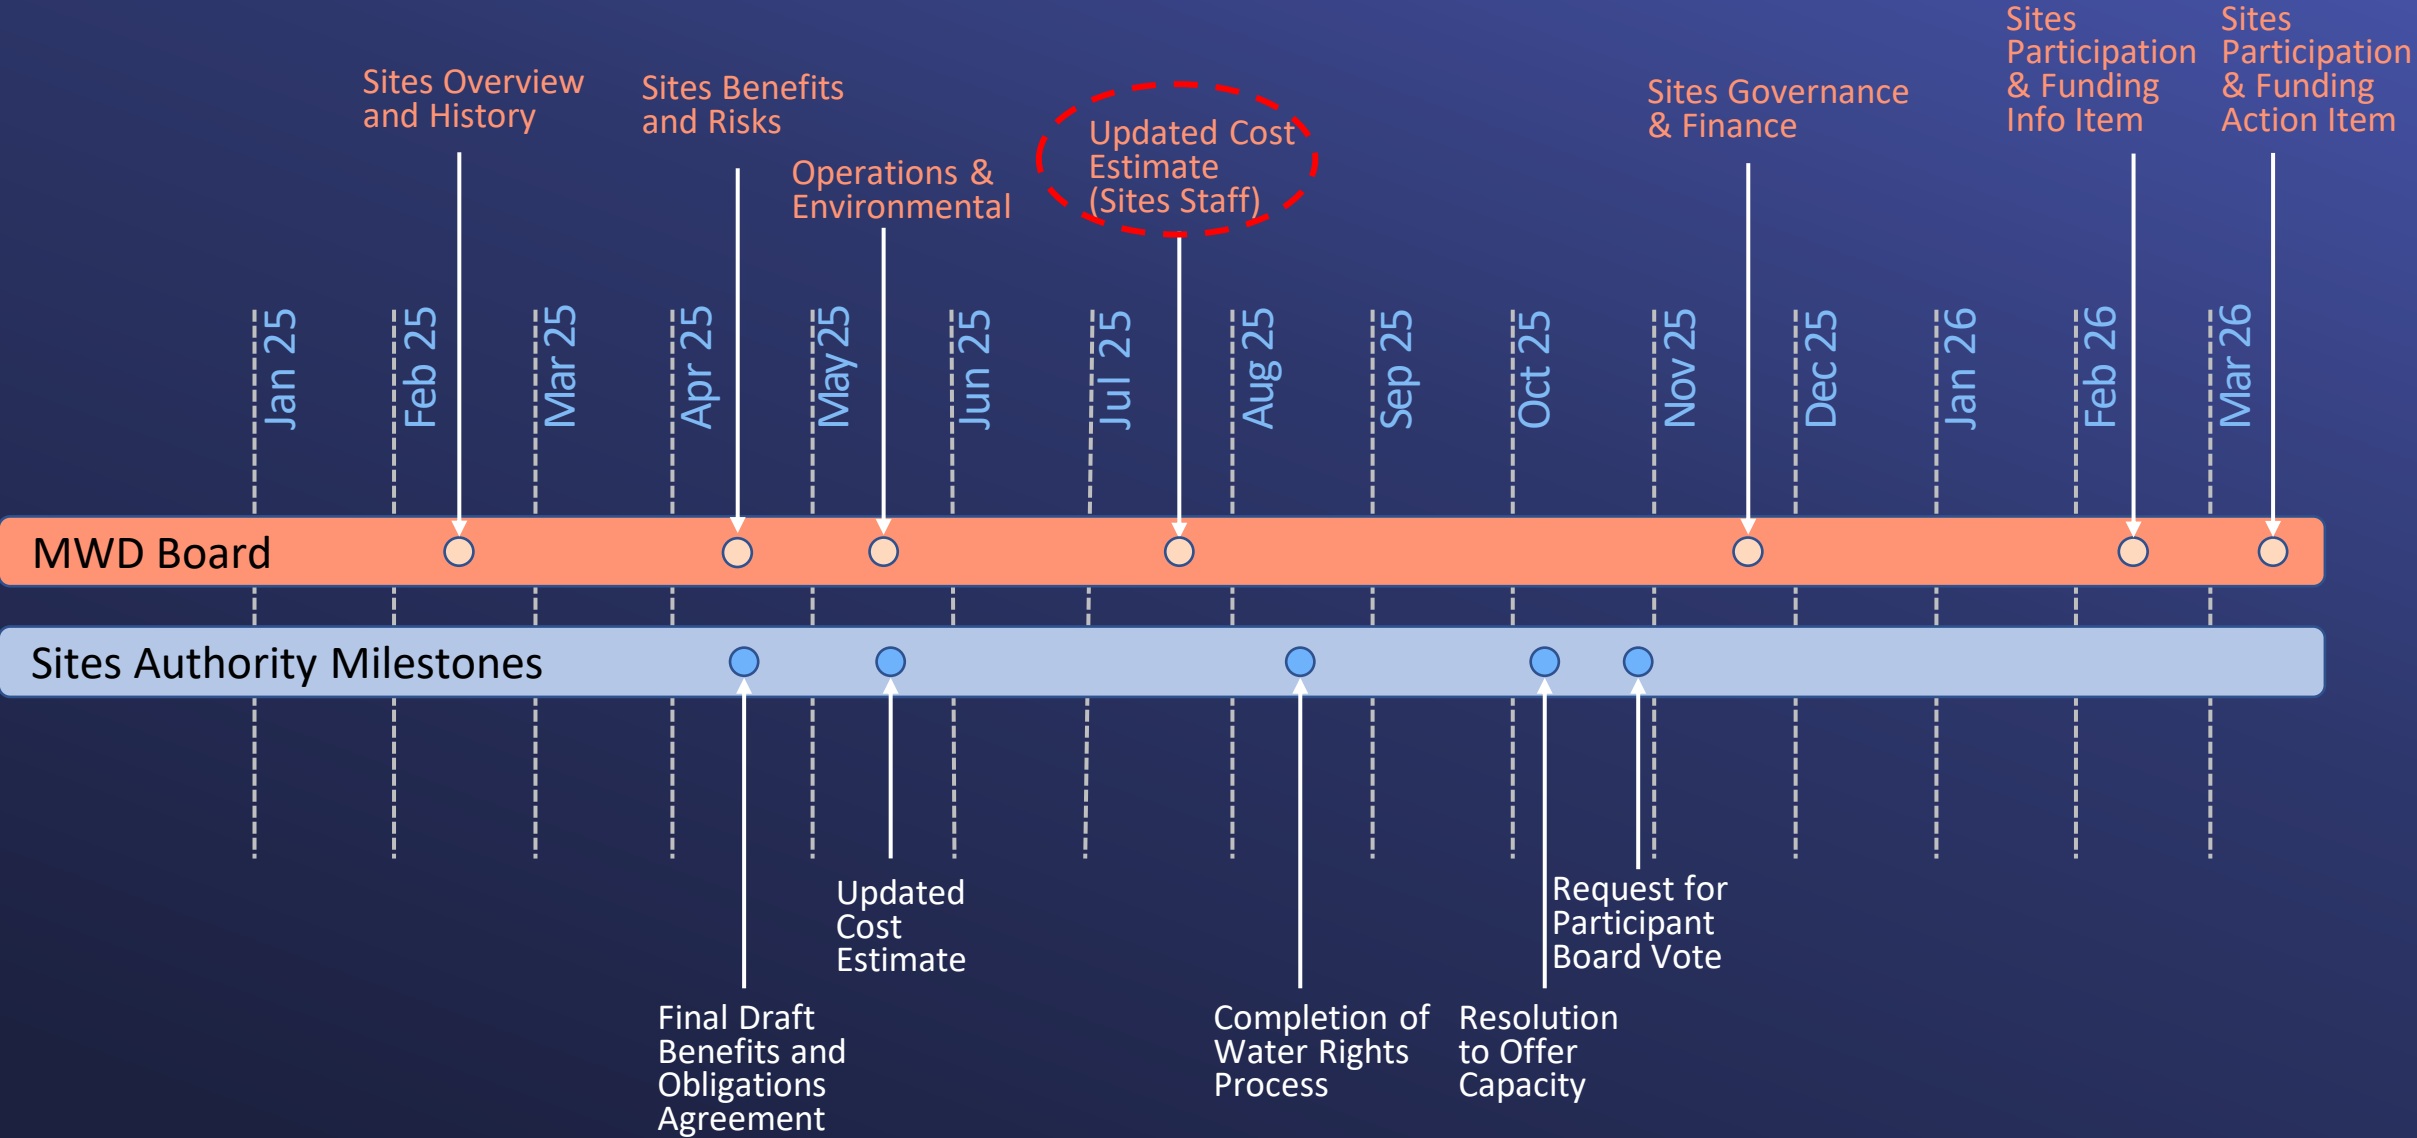 Sites Overview
and History
Sites Benefits
and Risks
Operations &
Environmental
Updated Cost
Estimate
(Sites Staff)
Sites Governance
& Finance
Sites
Participation
& Funding
Info Item
Sites
Participation
& Funding
Action Item
Jan 25
Feb 25
Mar 25
Apr 25
May 25
Jun 25
Jul 25
Aug 25
Sep 25
Oct 25
Nov 25
Dec 25
Jan 26
Feb 26
Mar 26
MWD Board
Sites Authority Milestones
Final Draft
Benefits and
Obligations
Agreement
Updated
Cost
Estimate
Completion of
Water Rights
Process
Resolution
to Offer
Capacity
Request for
Participant
Board Vote